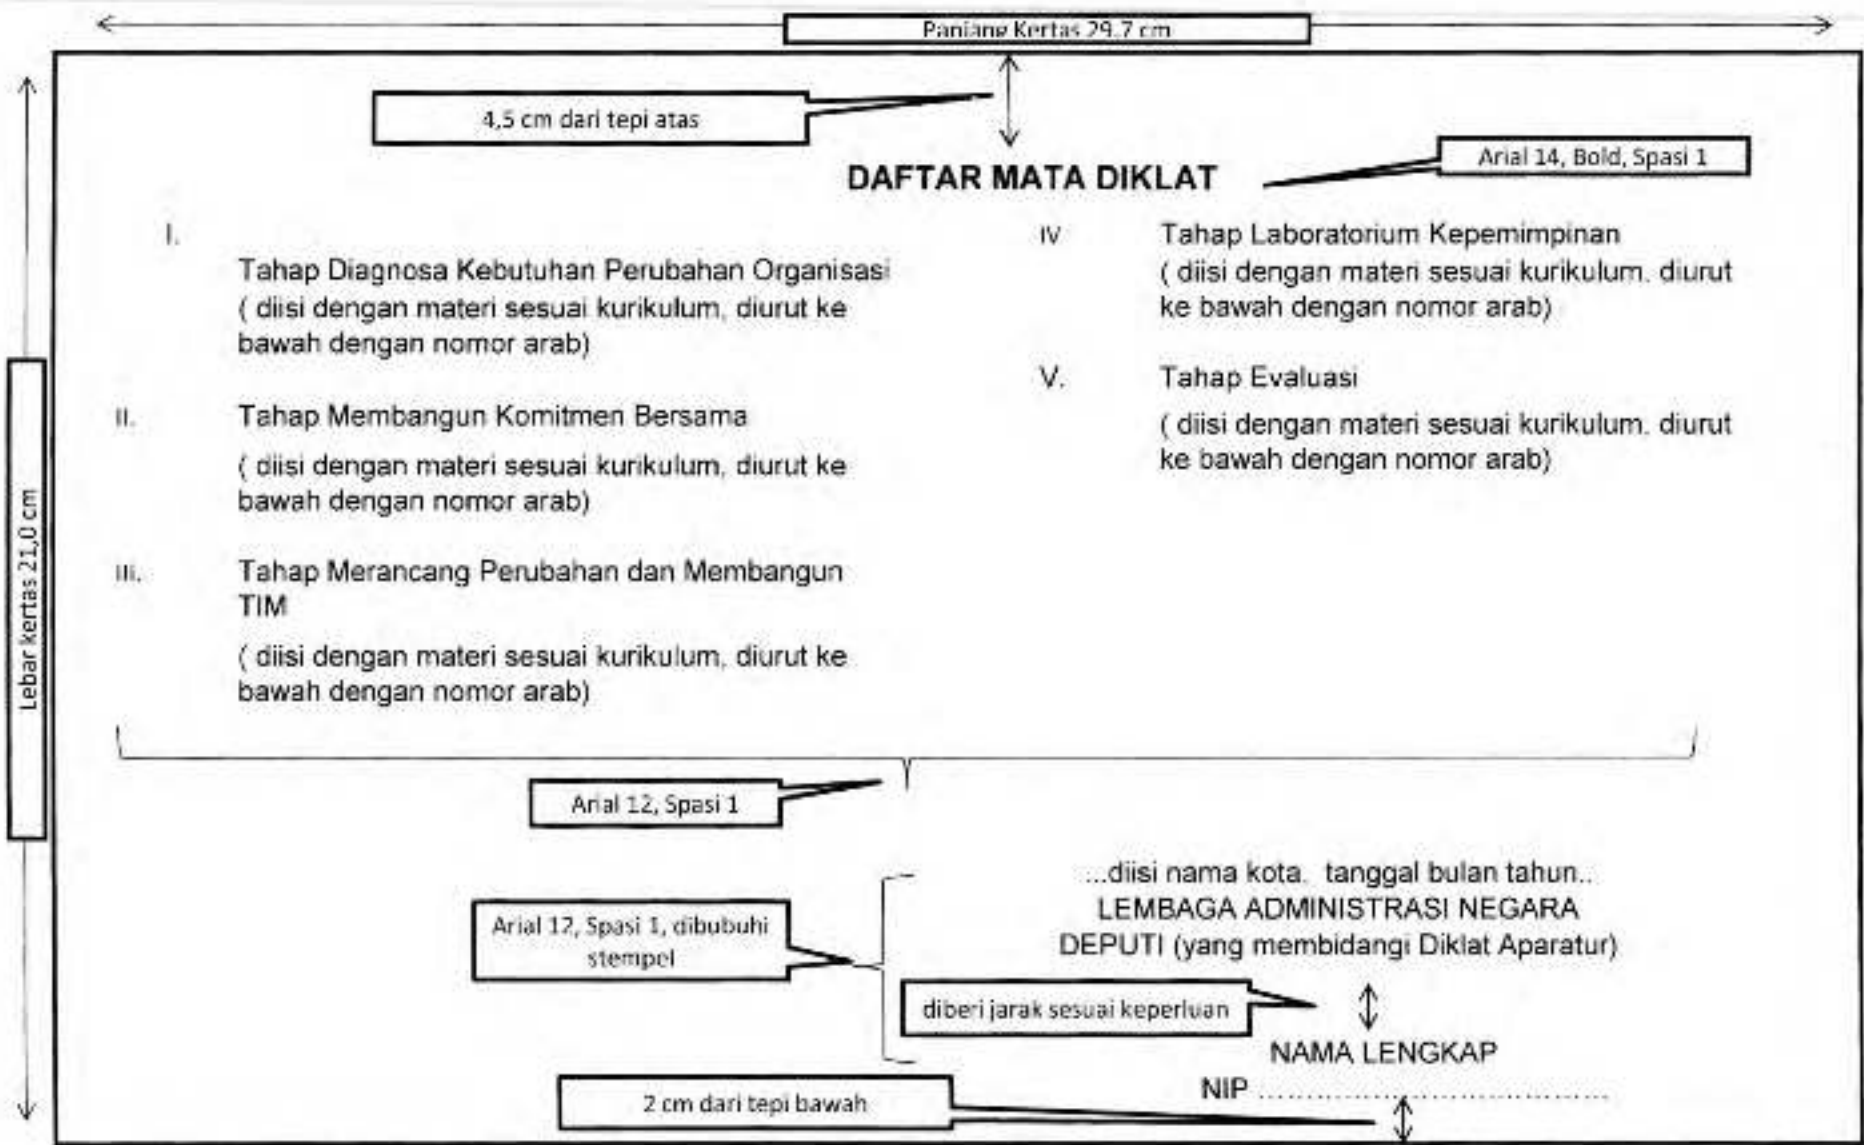 Panjang Kertas 29.7 cm
4,5 cm dari tepi atas
Arial 14, Bold, Spasi 1
DAFTAR MATA DIKLAT
I.
Tahap Diagnosa Kebutuhan Perubahan Organisasi
( diisi dengan materi sesuai kurikulum, diurut ke
bawah dengan nomor arab)
II.
Tahap Membangun Komitmen Bersama
( diisi dengan materi sesuai kurikulum, diurut ke
bawah dengan nomor arab)
III.
Tahap Merancang Perubahan dan Membangun
TIM
( diisi dengan materi sesuai kurikulum, diurut ke
bawah dengan nomor arab)
IV
Tahap Laboratorium Kepemimpinan
( diisi dengan materi sesuai kurikulum. diurut
ke bawah dengan nomor arab)
V.
Tahap Evaluasi
( diisi dengan materi sesuai kurikulum. diurut
ke bawah dengan nomor arab)
Lebar kertas 21,0 cm
Arial 12, Spasi 1
...diisi nama kota. tanggal bulan tahun..
LEMBAGA ADMINISTRASI NEGARA
DEPUTI (yang membidangi Diklat Aparatur)
Arial 12, Spasi 1, dibubuhi
stempel
diberi jarak sesuai keperluan
NAMA LENGKAP
NIP ............................................
2 cm dari tepi bawah